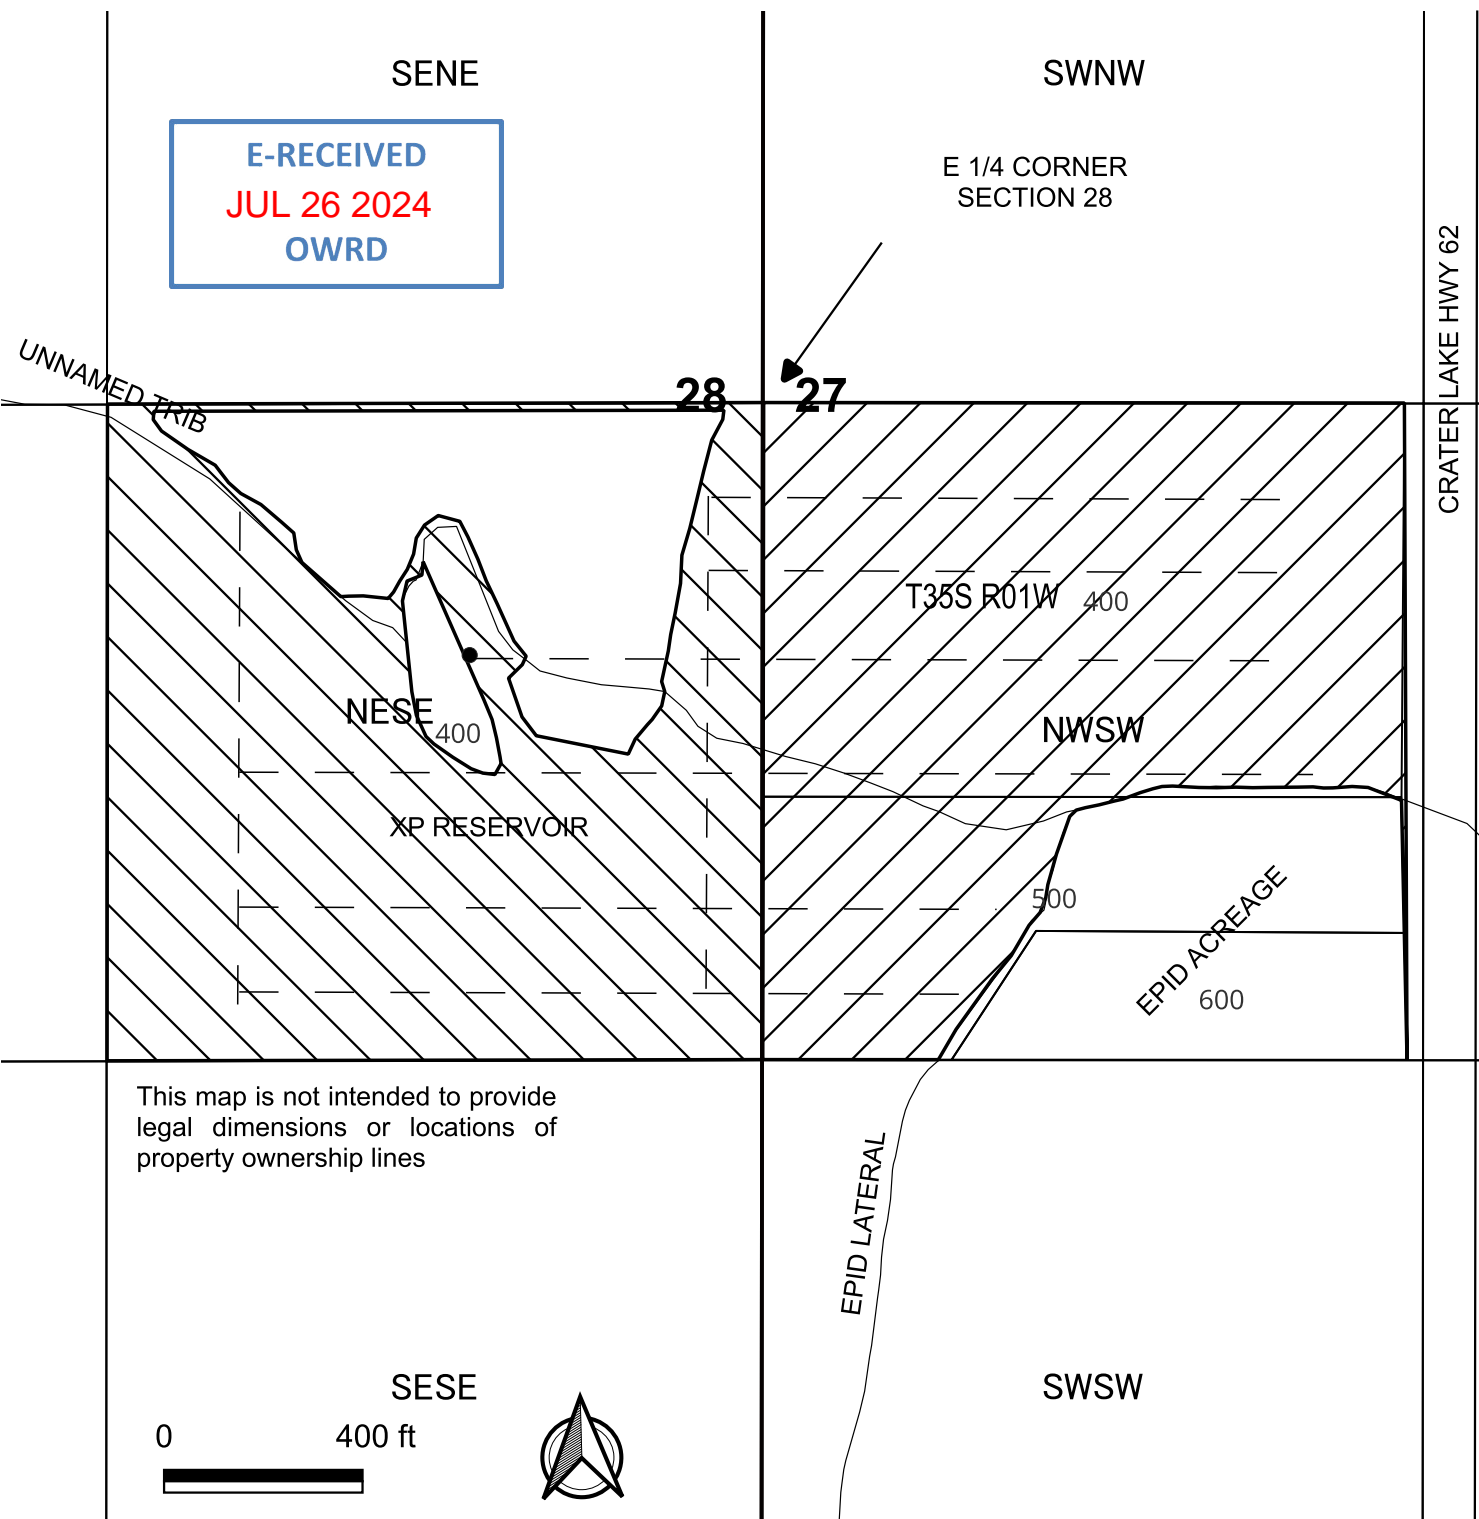 SENE
SWNW
E-RECEIVED
JUL 26 2024
OWRD
E 1/4 CORNER
SECTION 28
CRATER LAKE HWY 62
UNNAMED TRIB
28
27
T35S R01W
400
NESE
400
NWSW
XP RESERVOIR
500
EPID ACREAGE
600
This map is not intended to provide
legal dimensions or locations of
property ownership lines
EPID LATERAL
SESE
SWSW
0
400 ft